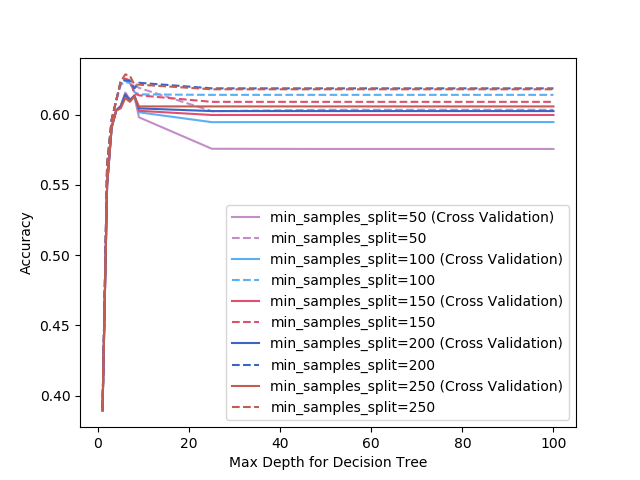 Accuracy
0.60
0.55
0.50
0.45
0.40
min_samples_split=50 (Cross Validation)
min_samples_split=50
min_samples_split=100 (Cross Validation)
min_samples_split=100
min_samples_split=150 (Cross Validation)
min_samples_split=150
min_samples_split=200 (Cross Validation)
min_samples_split=200
min_samples_split=250 (Cross Validation)
min_samples_split=250
0 20 40 60 80 100
Max Depth for Decision Tree